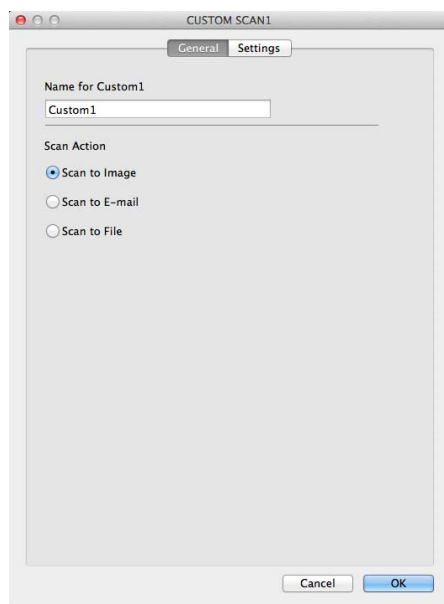 CUSTOM SCAN1
General Settings
Name for Custom1
Custom1
Scan Action
Scan to Image
Scan to E-mail
Scan to File
Cancel OK